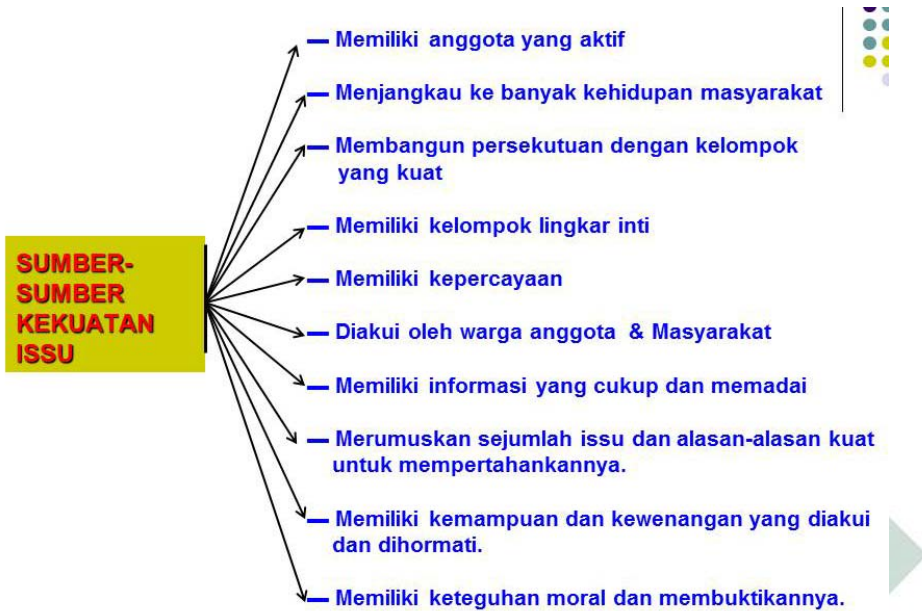 SUMBER-
SUMBER
KEKUATAN
ISSU
— Memiliki anggota yang aktif
— Menjangkau ke banyak kehidupan masyarakat
— Membangun persekutuan dengan kelompok
yang kuat
— Memiliki kelompok lingkar inti
— Memiliki kepercayaan
— Diakui oleh warga anggota & Masyarakat
— Memiliki informasi yang cukup dan memadai
— Merumuskan sejumlah issu dan alasan-alasan kuat
untuk mempertahankannya.
— Memiliki kemampuan dan kewenangan yang diakui
dan dihormati.
— Memiliki keteguhan moral dan membuktikannya.